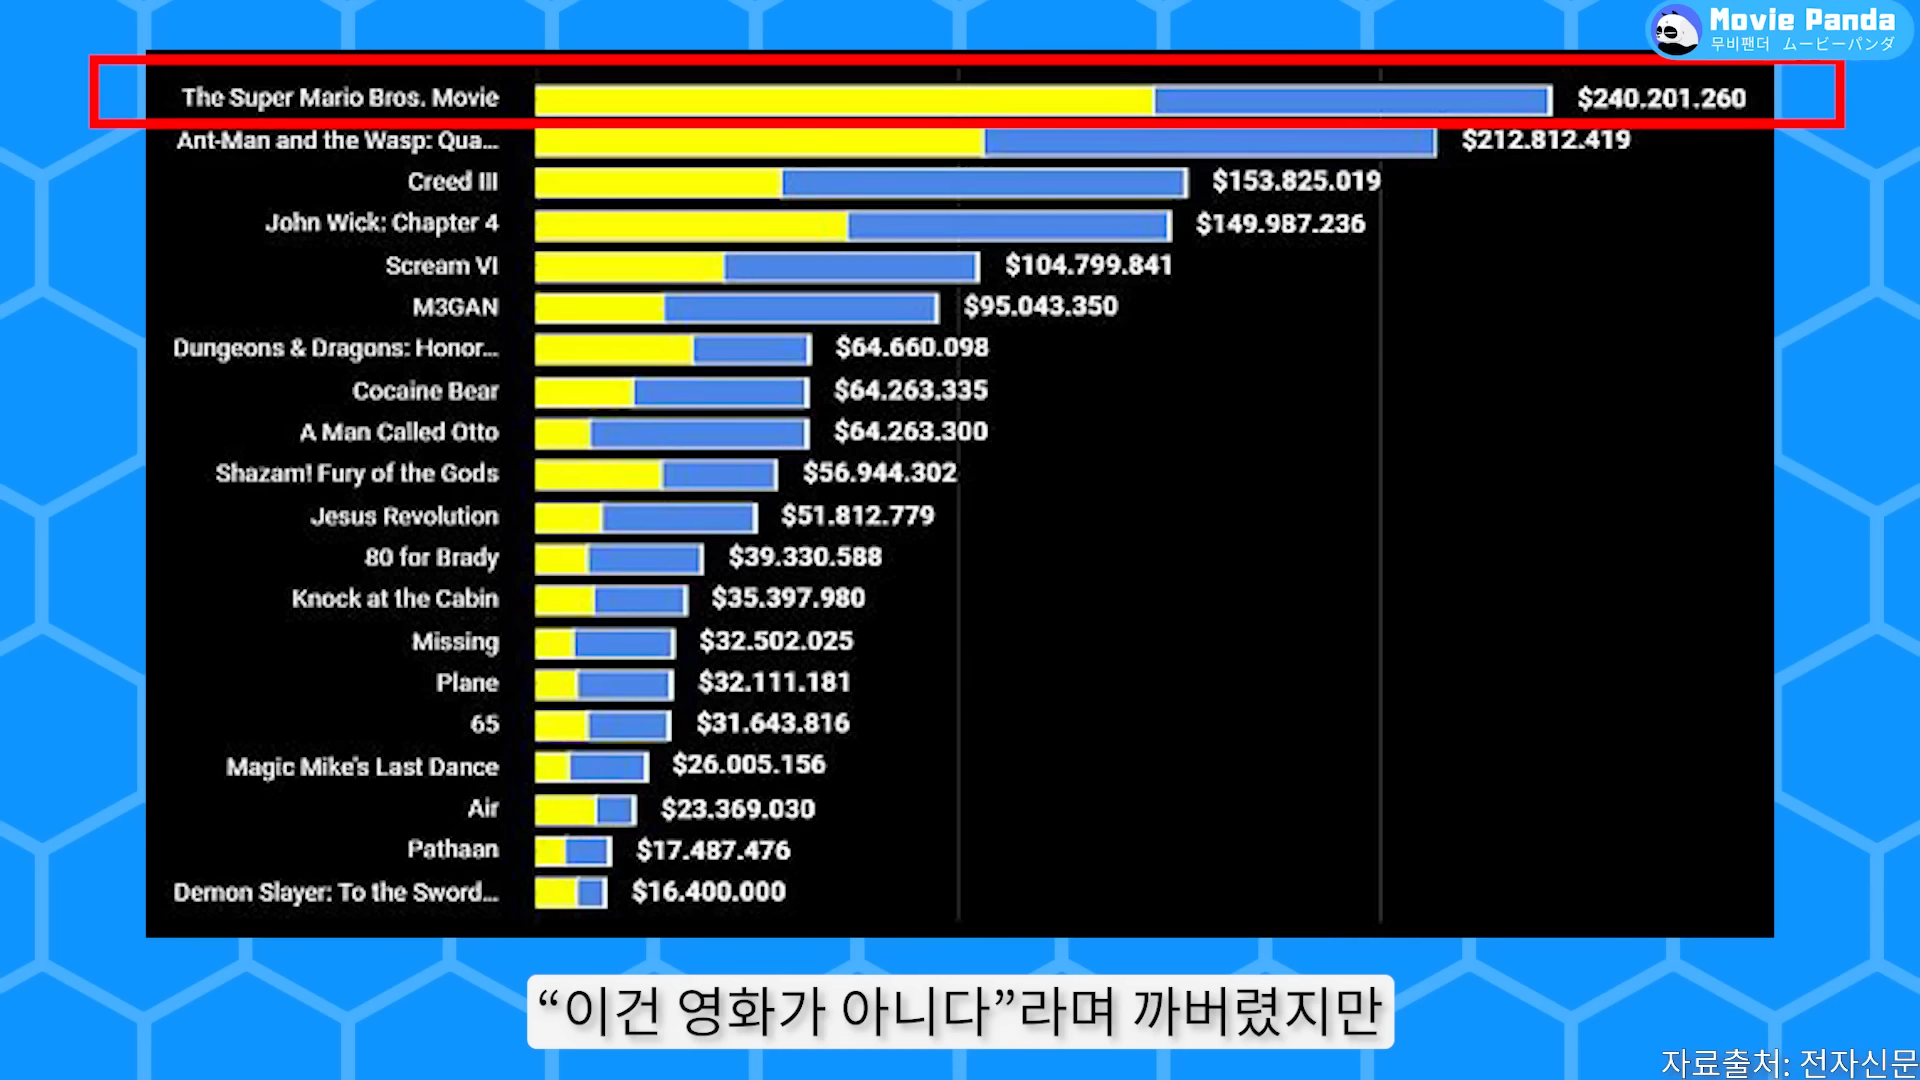 Movie Panda
무비팬더 ムービーパンダ
The Super Mario Bros. Movie $240.201.260
Ant-Man and the Wasp: Qua... $212.812.419
Creed III $153.825.019
John Wick: Chapter 4 $149.987.236
Scream VI $104.799.841
M3GAN $95.043.350
Dungeons & Dragons: Honor... $64.660.098
Cocaine Bear $64.263.335
A Man Called Otto $64.263.300
Shazam! Fury of the Gods $56.944.302
Jesus Revolution $51.812.779
80 for Brady $39.330.588
Knock at the Cabin $35.397.980
Missing $32.502.025
Plane $32.111.181
65 $31.643.816
Magic Mike's Last Dance $26.005.156
Air $23.369.030
Pathaan $17.487.476
Demon Slayer: To the Sword... $16.400.000
“이건 영화가 아니다”라며 까버렸지만
자료출처: 전자신문